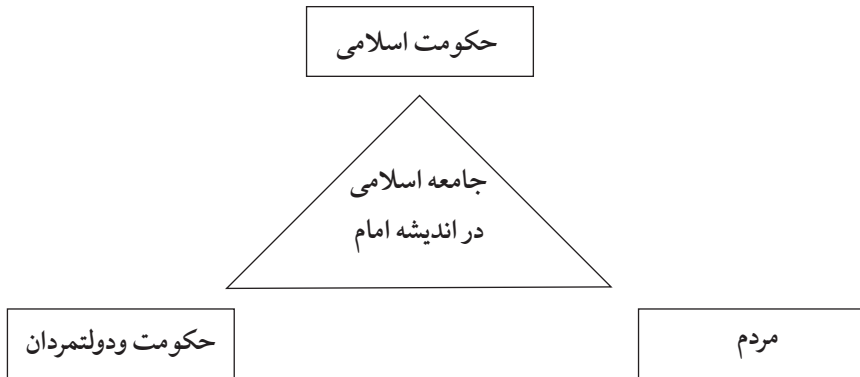 حکومت اسلامی
جامعه اسلامی
در اندیشه امام
مردم
حکومت ودولتمردان